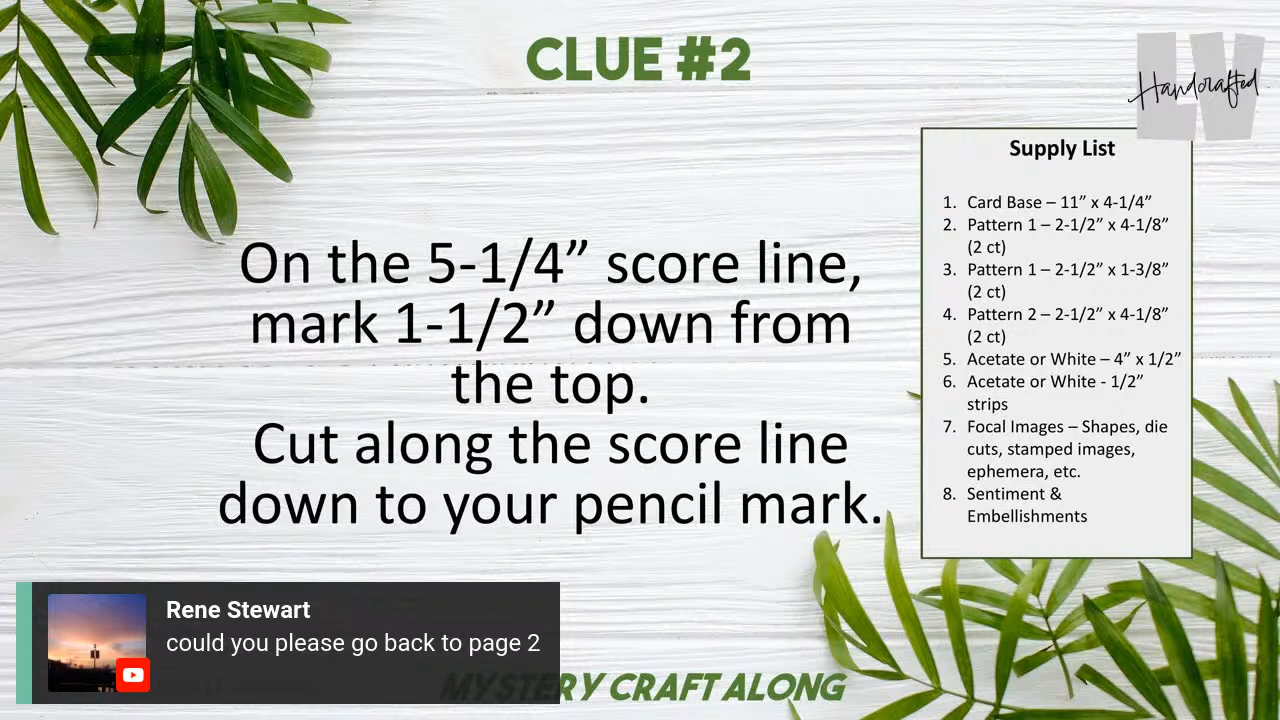 CLUE #2
Handcrafted
LV
Supply List
1. Card Base – 11” x 4-1/4”
2. Pattern 1 – 2-1/2” x 4-1/8”
(2 ct)
3. Pattern 1 – 2-1/2” x 1-3/8”
(2 ct)
4. Pattern 2 – 2-1/2” x 4-1/8”
(2 ct)
5. Acetate or White – 4” x 1/2”
6. Acetate or White - 1/2”
strips
7. Focal Images – Shapes, die
cuts, stamped images,
ephemera, etc.
8. Sentiment &
Embellishments
On the 5-1/4” score line,
mark 1-1/2” down from
the top.
Cut along the score line
down to your pencil mark.
Rene Stewart
could you please go back to page 2
MYSTERY CRAFT ALONG